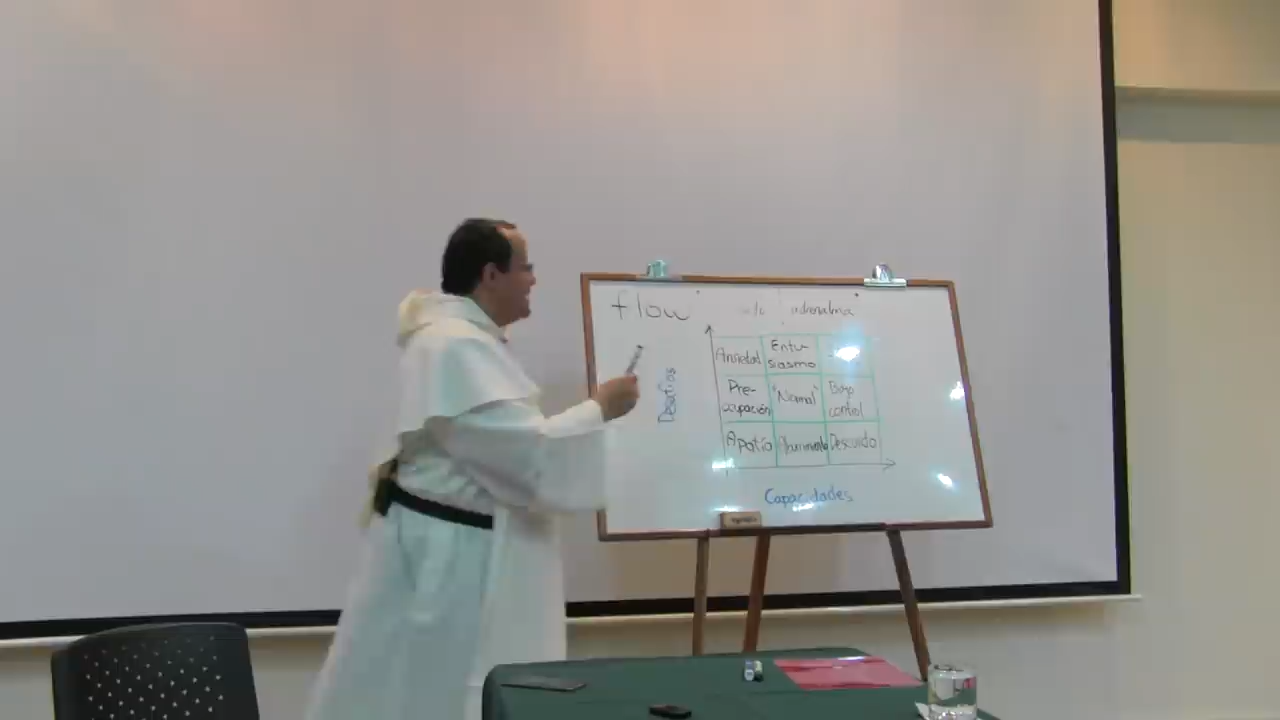 flow
"adrenalina"
Ansiedad
Entu-
siasmo
Pre-
ocupación
"Normal"
Bajo
control
Apatía
Aburrimiento
Descuido
Desafíos
Capacidades